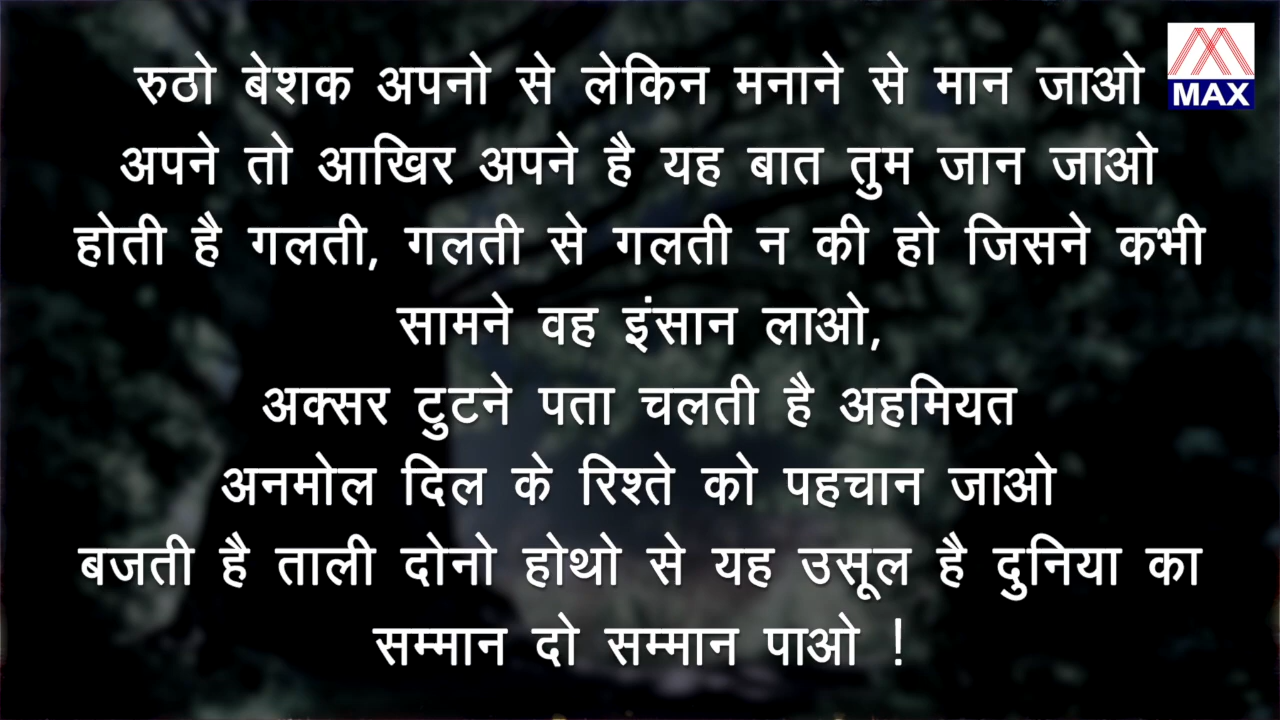 MAX
रुठो बेशक अपनो से लेकिन मनाने से मान जाओ
अपने तो आखिर अपने है यह बात तुम जान जाओ
होती है गलती, गलती से गलती न की हो जिसने कभी
सामने वह इंसान लाओ,
अक्सर टुटने पता चलती है अहमियत
अनमोल दिल के रिश्ते को पहचान जाओ
बजती है ताली दोनो होथो से यह उसूल है दुनिया का
सम्मान दो सम्मान पाओ !